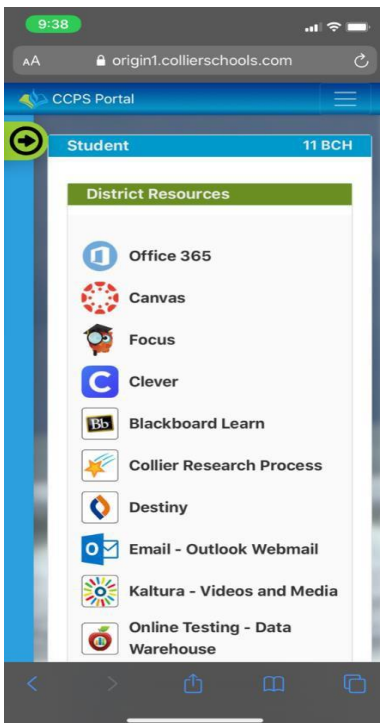 9:38
AA origin1.collierschools.com
CCPS Portal
Student 11 BCH
District Resources
Office 365
Canvas
Focus
C Clever
Bb Blackboard Learn
Collier Research Process
Destiny
O Email - Outlook Webmail
Kaltura - Videos and Media
Online Testing - Data
Warehouse